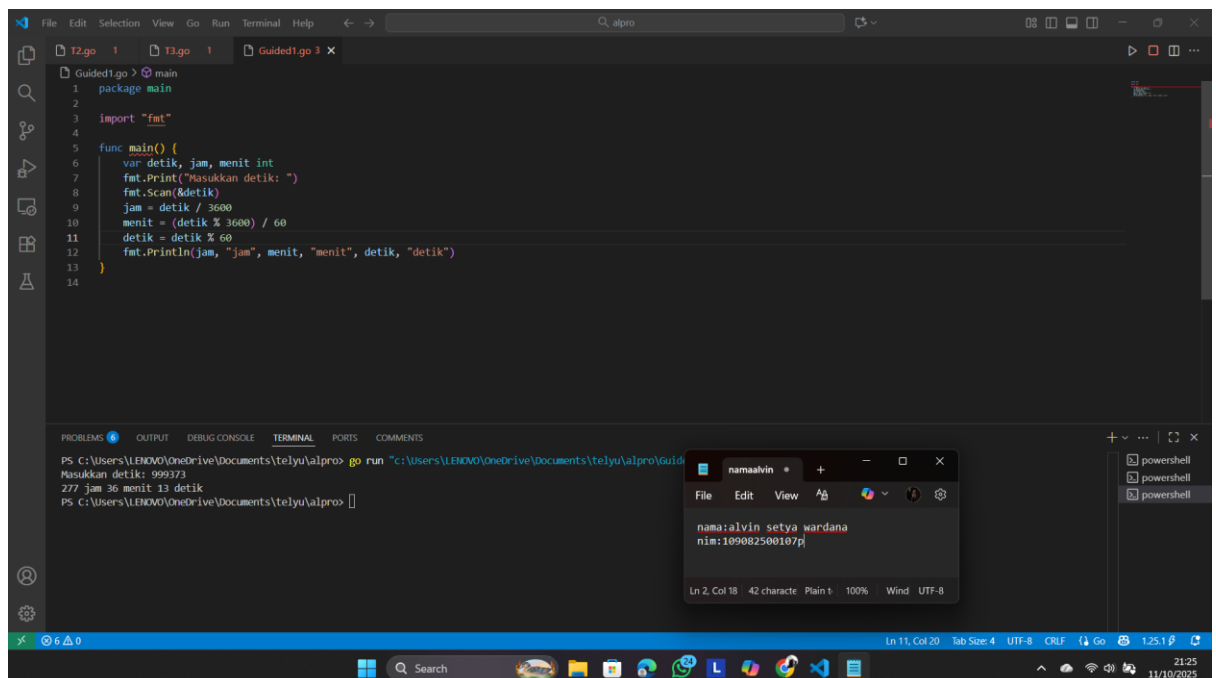 File Edit Selection View Go Run Terminal Help
alpro
T2.go 1
T3.go 1
Guided1.go 3
Guided1.go > main
1 package main
2
3 import "fmt"
4
5 func main() {
6 var detik, jam, menit int
7 fmt.Print("Masukkan detik: ")
8 fmt.Scan(&detik)
9 jam = detik / 3600
10 menit = (detik % 3600) / 60
11 detik = detik % 60
12 fmt.Println(jam, "jam", menit, "menit", detik, "detik")
13 }
14
PROBLEMS 6 OUTPUT DEBUG CONSOLE TERMINAL PORTS COMMENTS
PS C:\Users\LENOVO\OneDrive\Documents\telyu\alpro> go run "c:\Users\LENOVO\OneDrive\Documents\telyu\alpro\Guide
Masukkan detik: 999373
277 jam 36 menit 13 detik
PS C:\Users\LENOVO\OneDrive\Documents\telyu\alpro>
powershell
powershell
powershell
namaalvin
File Edit View
nama:alvin setya wardana
nim:109082500107p
Ln 2, Col 18 42 characte Plain t 100% Wind UTF-8
6 0
Ln 11, Col 20 Tab Size: 4 UTF-8 CRLF Go 1.25.1
Search
24
21:25
11/10/2025